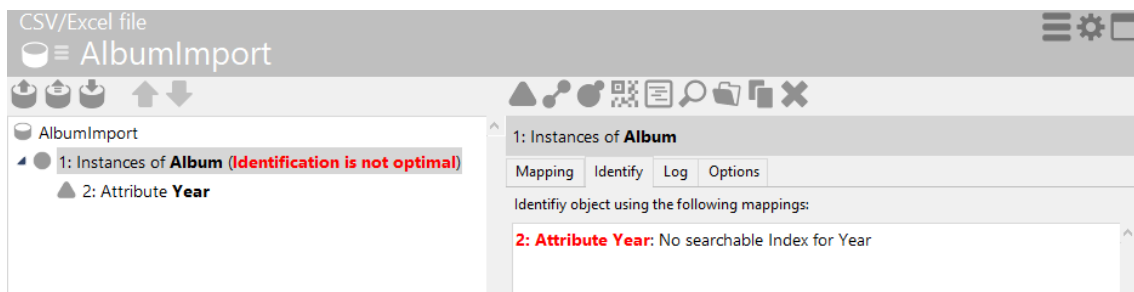 CSV/Excel file
AlbumImport
AlbumImport
1: Instances of Album (Identification is not optimal)
2: Attribute Year
1: Instances of Album
Mapping Identify Log Options
Identifiy object using the following mappings:
2: Attribute Year: No searchable Index for Year